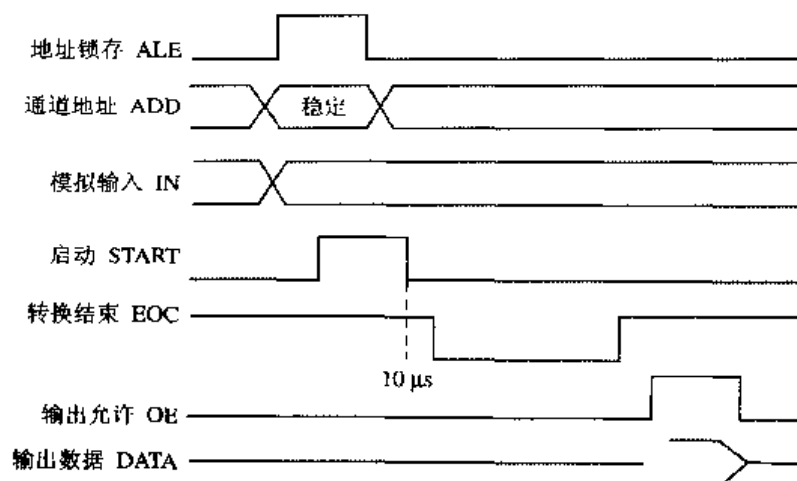 地址锁存 ALE
通道地址 ADD
稳定
模拟输入 IN
启动 START
转换结束 EOC
10 μs
输出允许 OE
输出数据 DATA